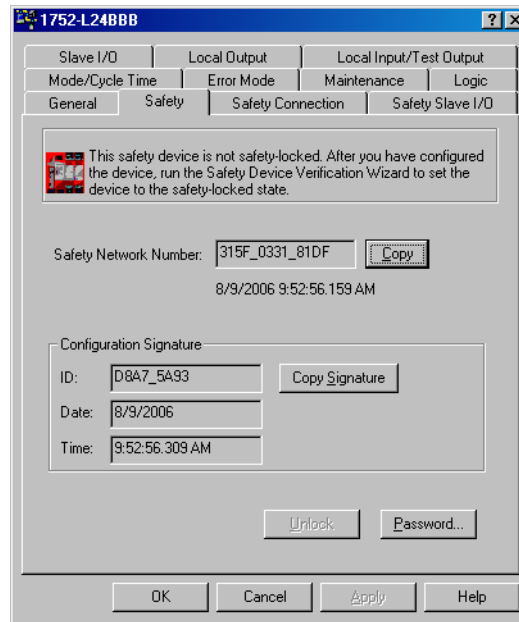 1752-L24BBB
Slave I/O Local Output Local Input/Test Output
Mode/Cycle Time Error Mode Maintenance Logic
General Safety Safety Connection Safety Slave I/O
This safety device is not safety-locked. After you have configured
the device, run the Safety Device Verification Wizard to set the
device to the safety-locked state.
Safety Network Number: 315F_0331_81DF Copy
8/9/2006 9:52:56.159 AM
Configuration Signature
ID: D8A7_5A93 Copy Signature
Date: 8/9/2006
Time: 9:52:56.309 AM
Unlock Password...
OK Cancel Apply Help